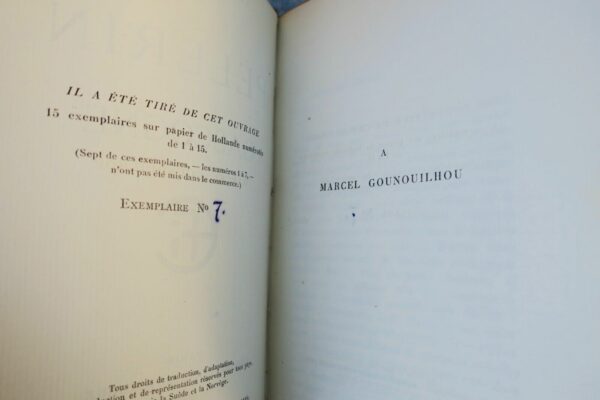 PELERIN
IL A ÉTÉ TIRÉ DE CET OUVRAGE
15 exemplaires sur papier de Hollande numérotés
de 1 à 15.
(Sept de ces exemplaires, — les numéros 1 à 7, —
n'ont pas été mis dans le commerce.)
EXEMPLAIRE No 7.
Tous droits de traduction, d'adaptation,
et de représentation réservés pour tous pays,
la Suède et la Norvège.
A
MARCEL GOUNOUILHOU